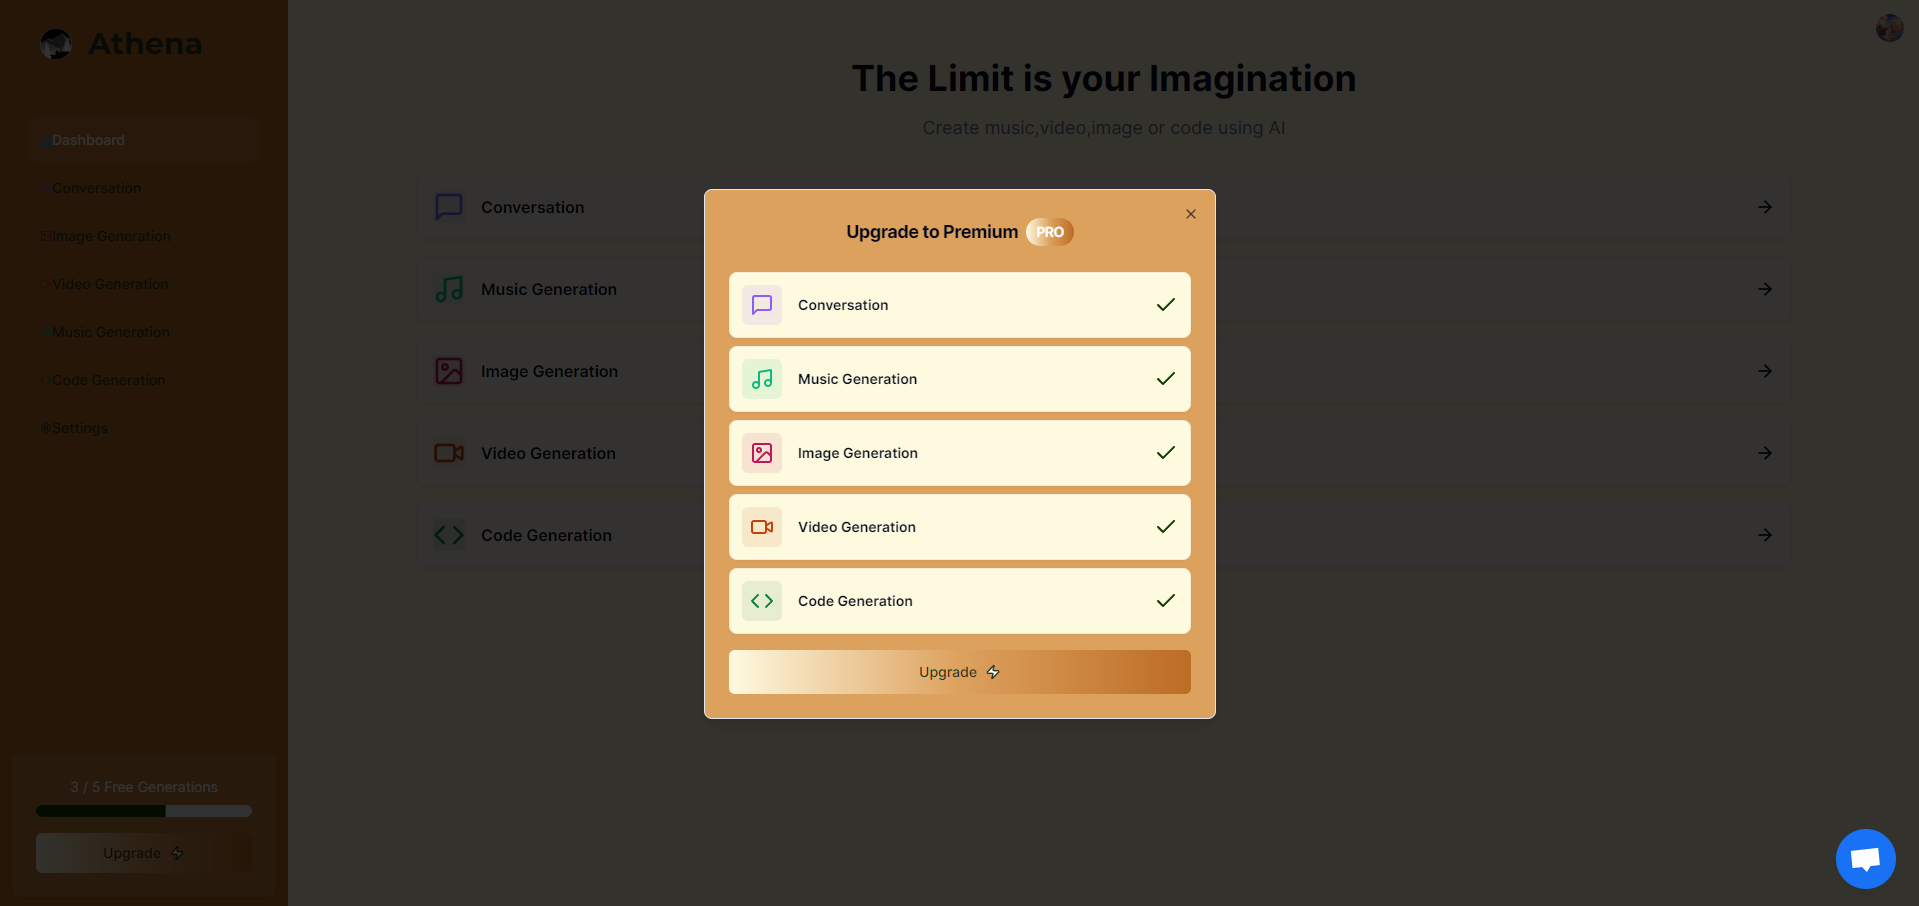 Athena
Dashboard
Conversation
Image Generation
Video Generation
Music Generation
Code Generation
Settings
3 / 5 Free Generations
Upgrade
The Limit is your Imagination
Create music,video,image or code using AI
Conversation
Music Generation
Image Generation
Video Generation
Code Generation
Upgrade to Premium PRO
Conversation
Music Generation
Image Generation
Video Generation
Code Generation
Upgrade